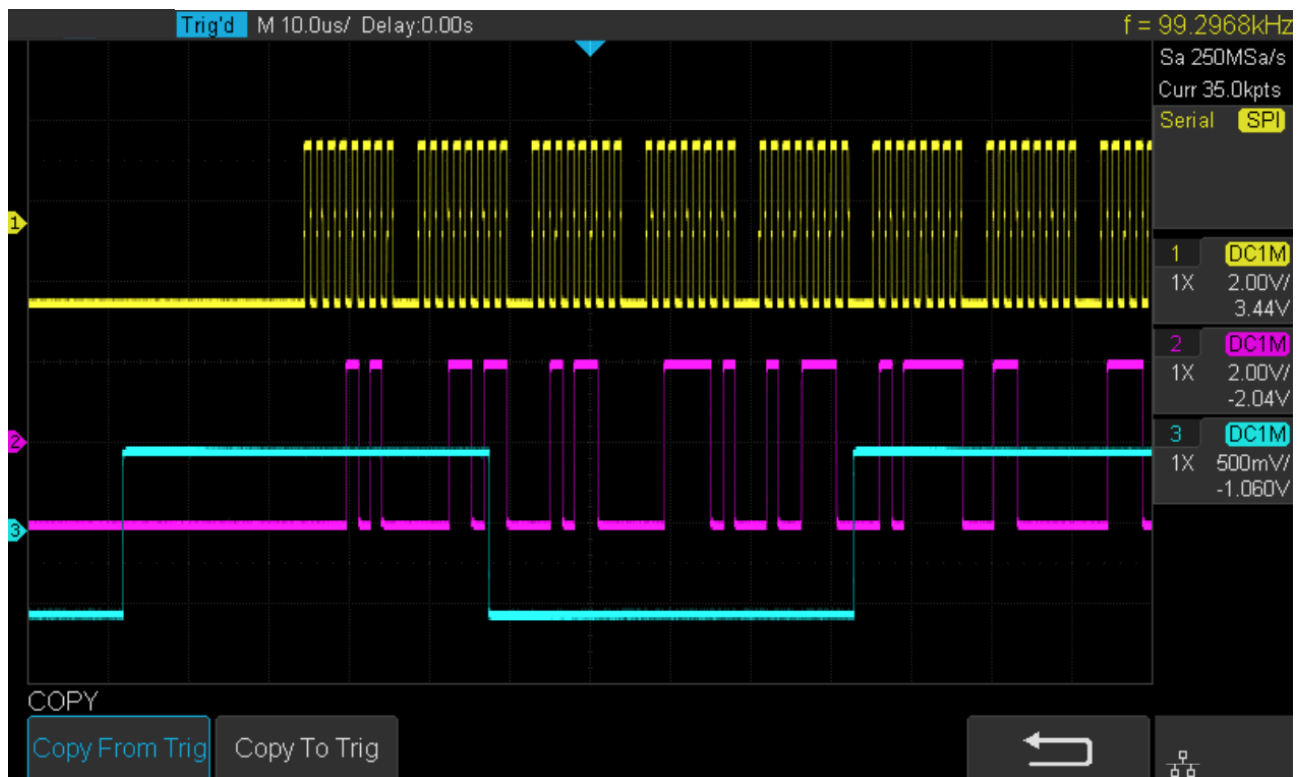 Trig'd M 10.0us/ Delay:0.00s f = 99.2968kHz
Sa 250MSa/s
Curr 35.0kpts
Serial SPI
1
1 DC1M
1X 2.00V/
3.44V
2 DC1M
1X 2.00V/
-2.04V
2
3 DC1M
1X 500mV/
-1.060V
3
COPY
Copy From Trig Copy To Trig